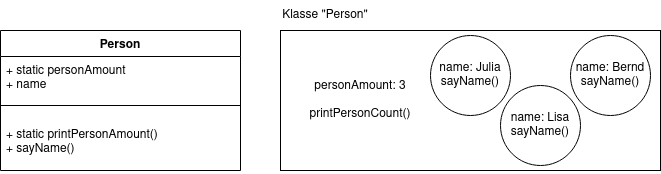 Klasse "Person"
Person
+ static personAmount
+ name
+ static printPersonAmount()
+ sayName()
personAmount: 3
printPersonCount()
name: Julia
sayName()
name: Bernd
sayName()
name: Lisa
sayName()